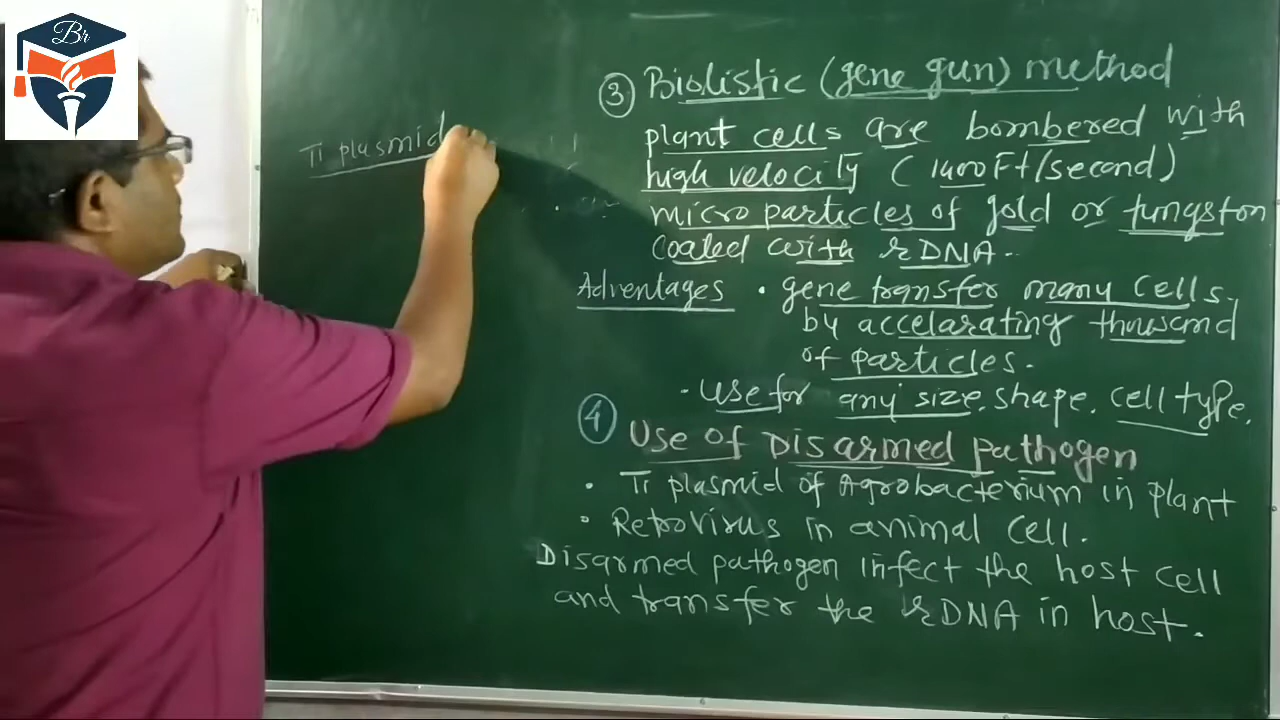 Br
Ti plasmid
③ Biolistic (gene gun) method
plant cells are bombered with
high velocity (1400 Ft/second)
micro particles of gold or tungston
coated with rDNA.
Adventages • gene transfer many cells.
by accelarating thousand
of particles.
• use for any size, shape, cell type.
④ Use of Disarmed pathogen
• Ti plasmid of Agrobacterium in plant
• Retrovirus in animal cell.
Disarmed pathogen infect the host cell
and transfer the rDNA in host.